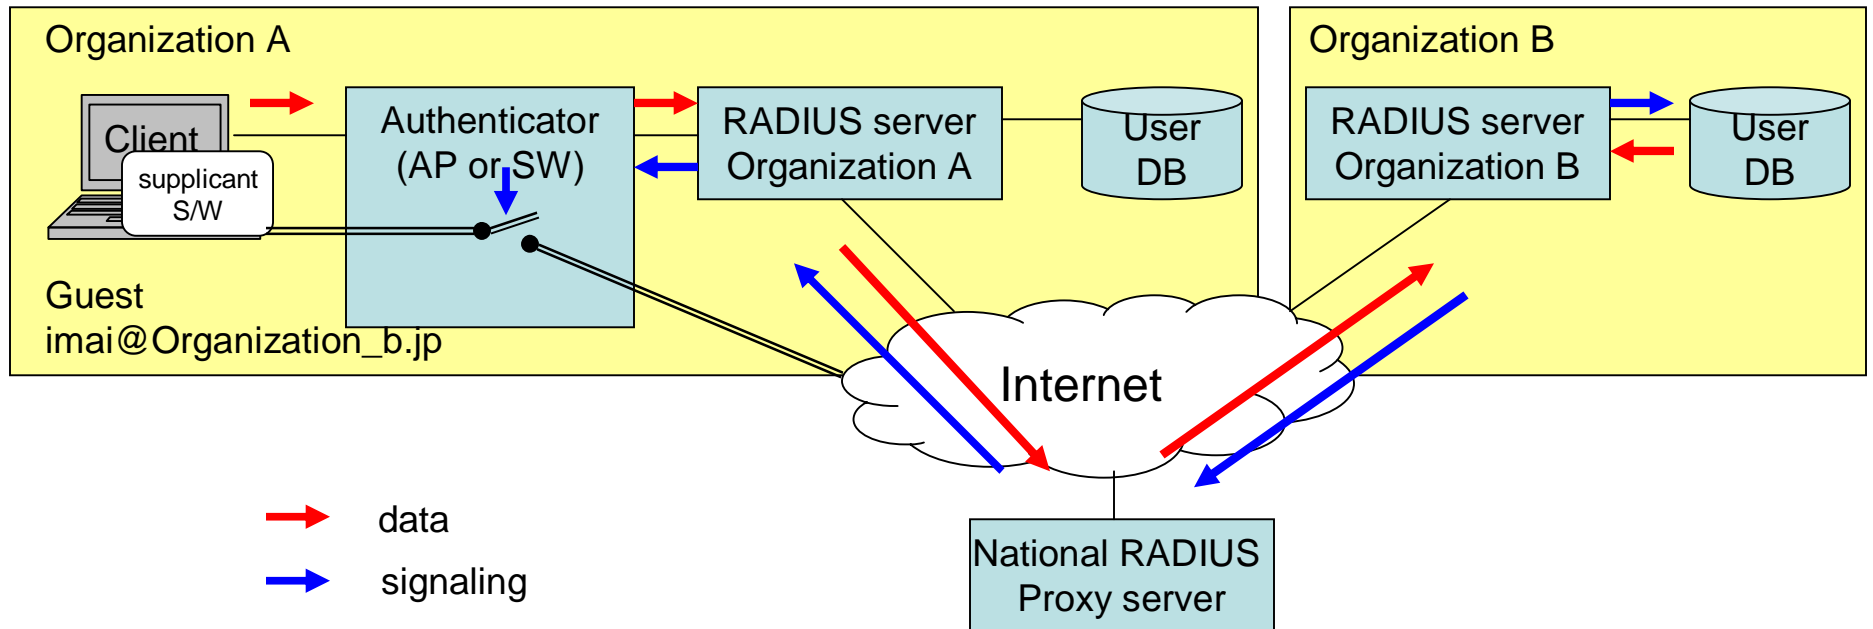 Organization A
Client
supplicant
S/W
Authenticator
(AP or SW)
RADIUS server
Organization A
User
DB
Guest
imai@Organization_b.jp
Organization B
RADIUS server
Organization B
User
DB
Internet
National RADIUS
Proxy server
data
signaling